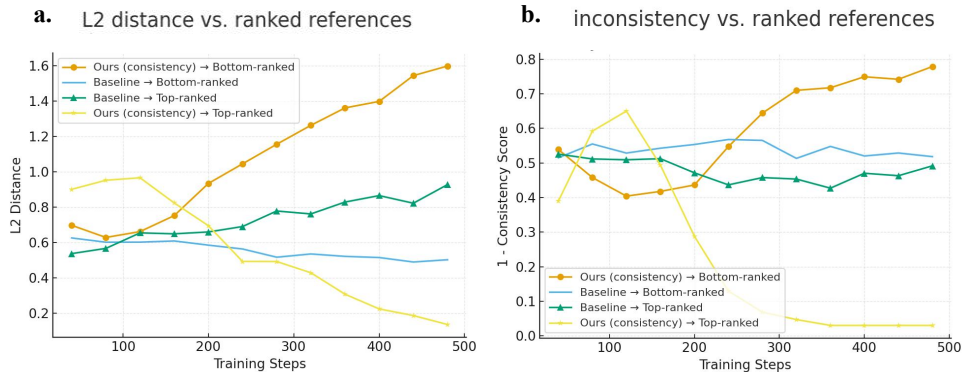 a.
L2 distance vs. ranked references
Ours (consistency) → Bottom-ranked
Baseline → Bottom-ranked
Baseline → Top-ranked
Ours (consistency) → Top-ranked
L2 Distance
1.6
1.4
1.2
1.0
0.8
0.6
0.4
0.2
100
200
300
400
500
Training Steps
b.
inconsistency vs. ranked references
1 - Consistency Score
0.8
0.7
0.6
0.5
0.4
0.3
0.2
0.1
0.0
Ours (consistency) → Bottom-ranked
Baseline → Bottom-ranked
Baseline → Top-ranked
Ours (consistency) → Top-ranked
100
200
300
400
500
Training Steps